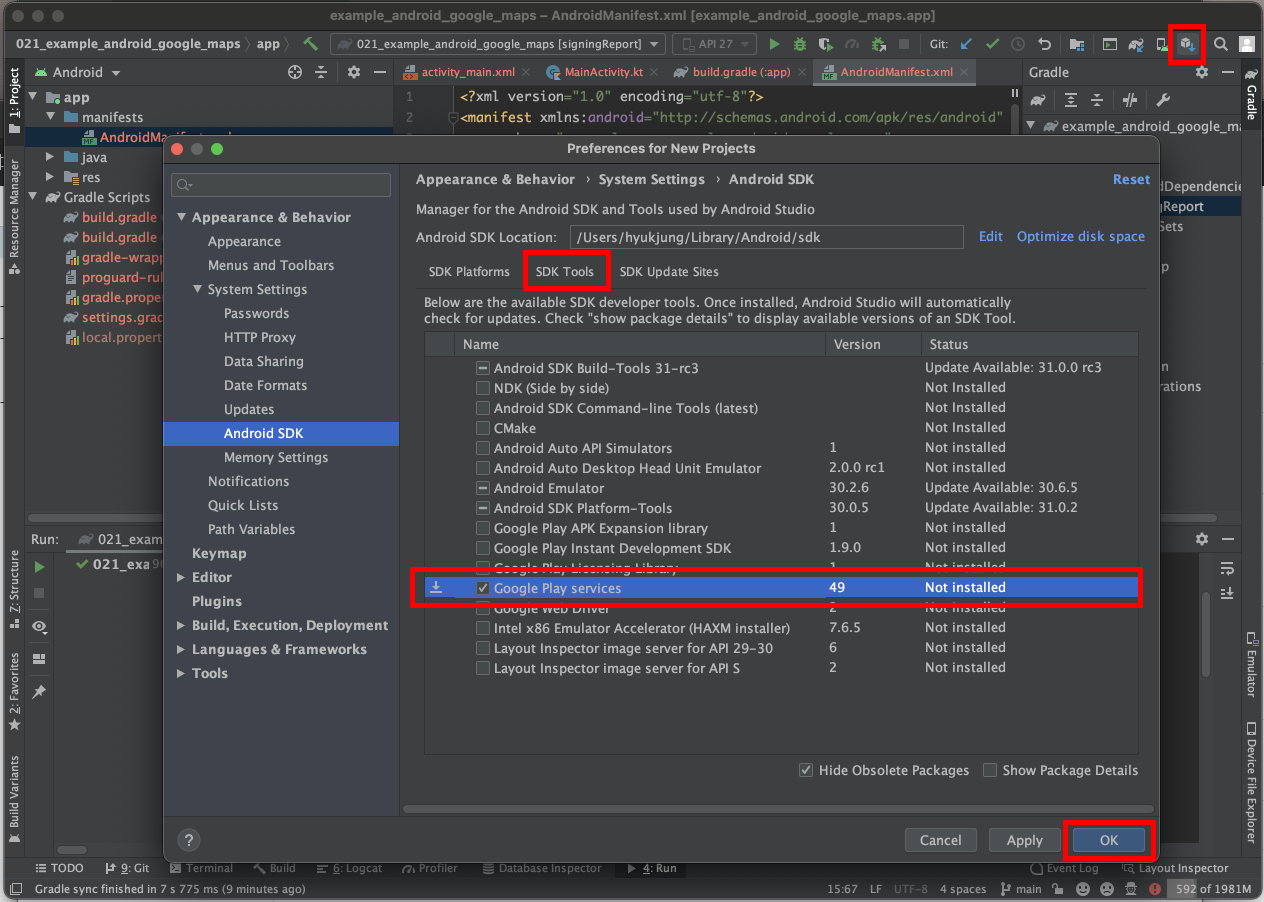 example_android_google_maps – AndroidManifest.xml [example_android_google_maps.app]
021_example_android_google_maps
app
021_example_android_google_maps [signingReport]
API 27
Git:
1: Project
Android
activity_main.xml
MainActivity.kt
build.gradle (:app)
AndroidManifest.xml
Gradle
Gradle
app
manifests
java
res
Gradle Scripts
build.gradle
build.gradle
settings.grad
1 <?xml version="1.0" encoding="utf-8"?>
2 <manifest xmlns:android="http://schemas.android.com/apk/res/android"
example_android_google_ma
Resource Manager
Preferences for New Projects
Appearance & Behavior
Appearance
Menus and Toolbars
System Settings
Passwords
HTTP Proxy
Data Sharing
Date Formats
Updates
Android SDK
Memory Settings
Notifications
Quick Lists
Path Variables
Keymap
Editor
Plugins
Build, Execution, Deployment
Languages & Frameworks
Tools
Appearance & Behavior › System Settings › Android SDK
Reset
Manager for the Android SDK and Tools used by Android Studio
Android SDK Location: /Users/hyukjung/Library/Android/sdk Edit Optimize disk space
SDK Platforms SDK Tools SDK Update Sites
Below are the available SDK developer tools. Once installed, Android Studio will automatically
check for updates. Check "show package details" to display available versions of an SDK Tool.
Name Version Status
Android SDK Build-Tools 31-rc3 Update Available: 31.0.0 rc3
NDK (Side by side) Not Installed
Android SDK Command-line Tools (latest) Not Installed
CMake Not Installed
Android Auto API Simulators 1 Not installed
Android Auto Desktop Head Unit Emulator 2.0.0 rc1 Not installed
Android Emulator 30.2.6 Update Available: 30.6.5
Android SDK Platform-Tools 30.0.5 Update Available: 31.0.2
Google Play APK Expansion library 1 Not installed
Google Play Instant Development SDK 1.9.0 Not installed
Google Play Licensing Library 1 Not installed
Google Play services 49 Not installed
Google Web Driver 2 Not installed
Intel x86 Emulator Accelerator (HAXM installer) 7.6.5 Not installed
Layout Inspector image server for API 29-30 6 Not installed
Layout Inspector image server for API S 2 Not installed
Hide Obsolete Packages Show Package Details
? Cancel Apply OK
Run: 021_exam
021_exa
Z: Structure
2: Favorites
Build Variants
Emulator
Device File Explorer
TODO 9: Git Terminal Build 6: Logcat Profiler Database Inspector 4: Run Event Log Layout Inspector
Gradle sync finished in 7 s 775 ms (9 minutes ago) 15:67 LF UTF-8 4 spaces main 592 of 1981M